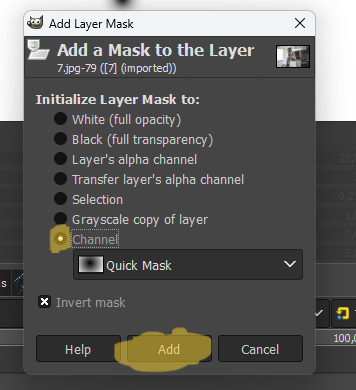 Add Layer Mask
Add a Mask to the Layer
7.jpg-79 ([7] (imported))
Initialize Layer Mask to:
White (full opacity)
Black (full transparency)
Layer's alpha channel
Transfer layer's alpha channel
Selection
Grayscale copy of layer
Channel
Quick Mask
Invert mask
Help
Add
Cancel
100,